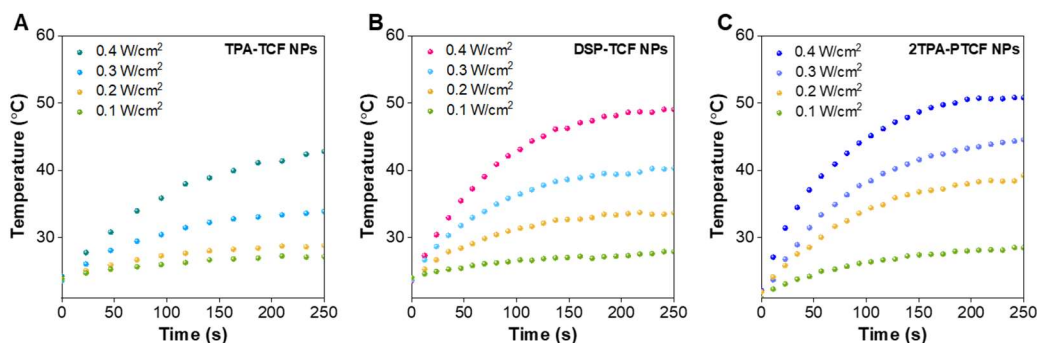 A
TPA-TCF NPs
0.4 W/cm²
0.3 W/cm²
0.2 W/cm²
0.1 W/cm²
Temperature (°C)
60
50
40
30
0 50 100 150 200 250
Time (s)
B
DSP-TCF NPs
0.4 W/cm²
0.3 W/cm²
0.2 W/cm²
0.1 W/cm²
Temperature (°C)
60
50
40
30
0 50 100 150 200 250
Time (s)
C
2TPA-PTCF NPs
0.4 W/cm²
0.3 W/cm²
0.2 W/cm²
0.1 W/cm²
Temperature (°C)
60
50
40
30
0 50 100 150 200 250
Time (s)